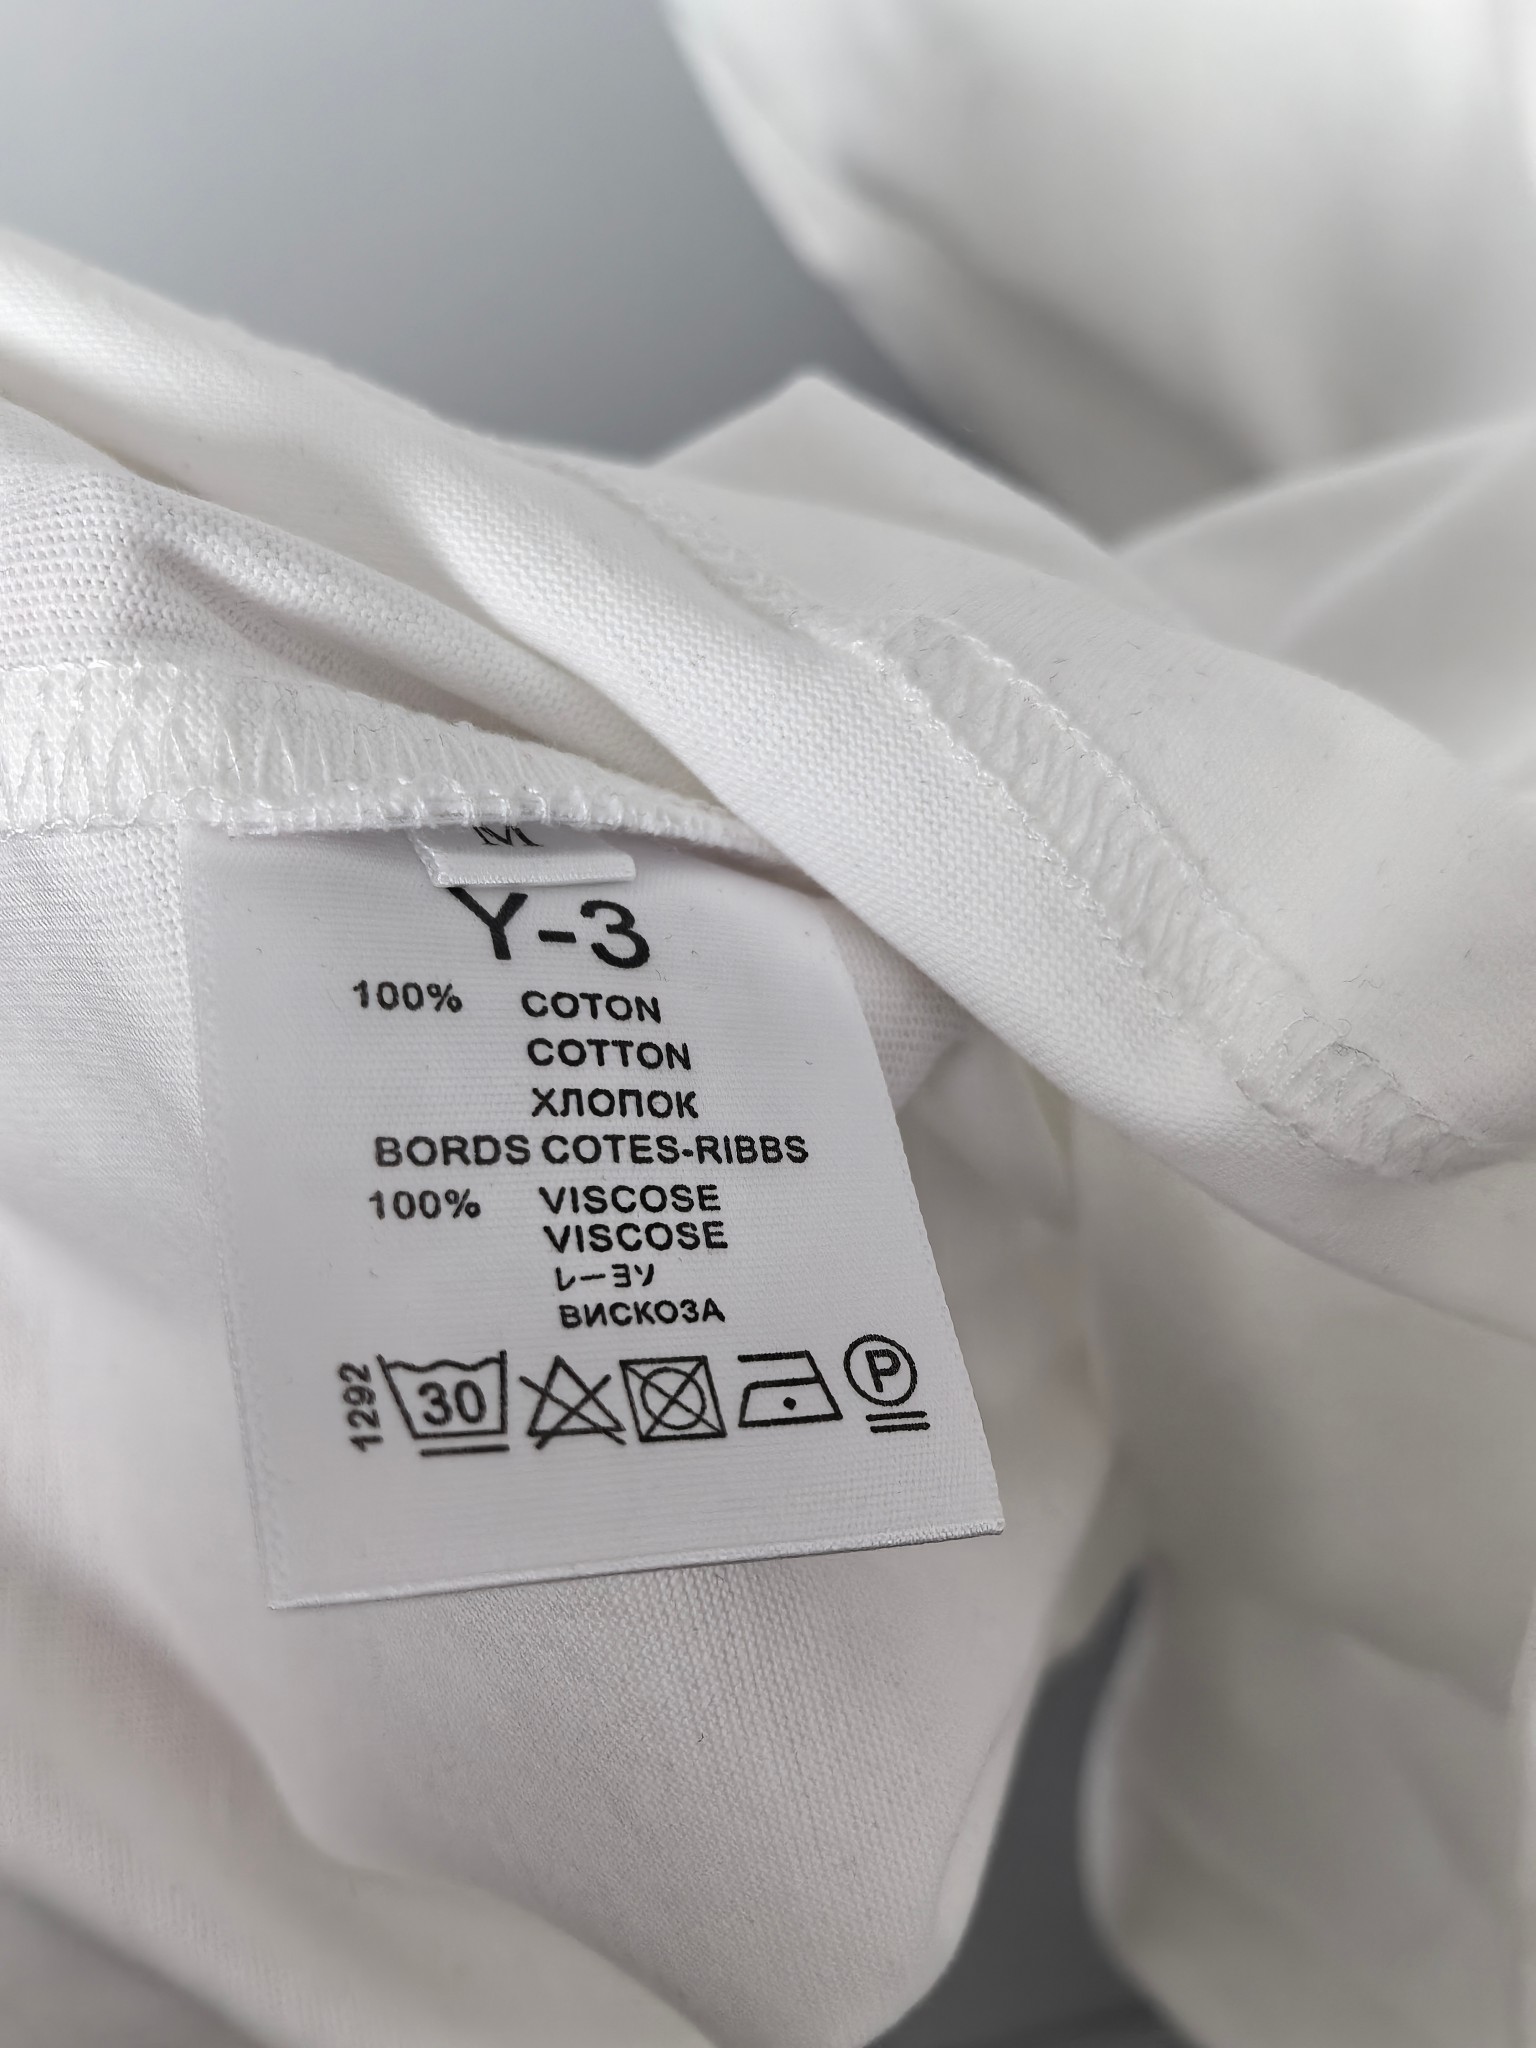 M
Y-3
100% COTON
COTTON
ХЛОПОК
BORDS COTES-RIBBS
100% VISCOSE
VISCOSE
レーヨソ
ВИСКОЗА
1292 30 P